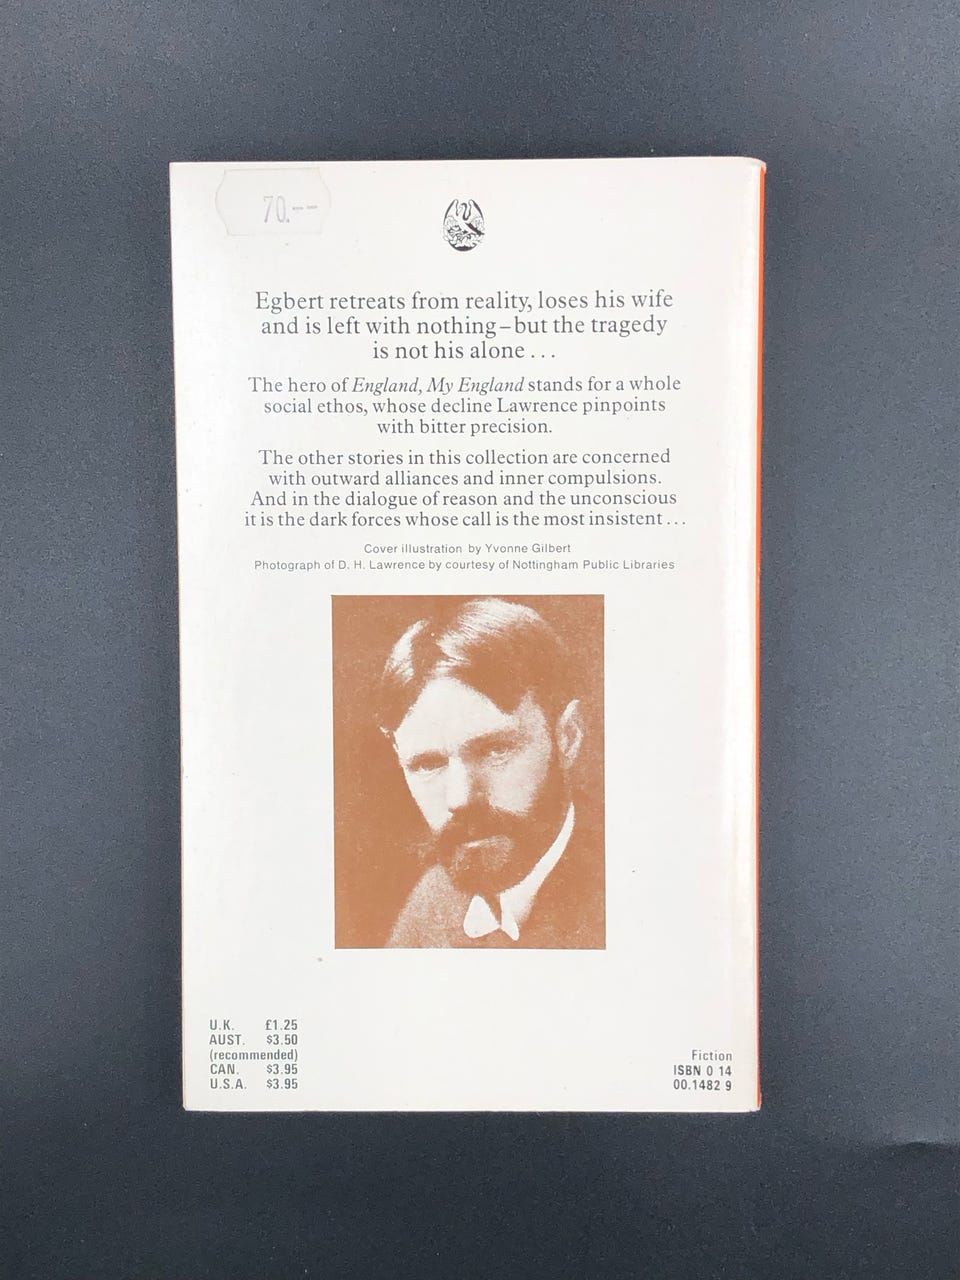 70.--
Egbert retreats from reality, loses his wife
and is left with nothing–but the tragedy
is not his alone...
The hero of England, My England stands for a whole
social ethos, whose decline Lawrence pinpoints
with bitter precision.
The other stories in this collection are concerned
with outward alliances and inner compulsions.
And in the dialogue of reason and the unconscious
it is the dark forces whose call is the most insistent...
Cover illustration by Yvonne Gilbert
Photograph of D. H. Lawrence by courtesy of Nottingham Public Libraries
U.K. £1.25
AUST. $3.50
(recommended)
CAN. $3.95
U.S.A. $3.95
Fiction
ISBN 0 14
00.1482 9